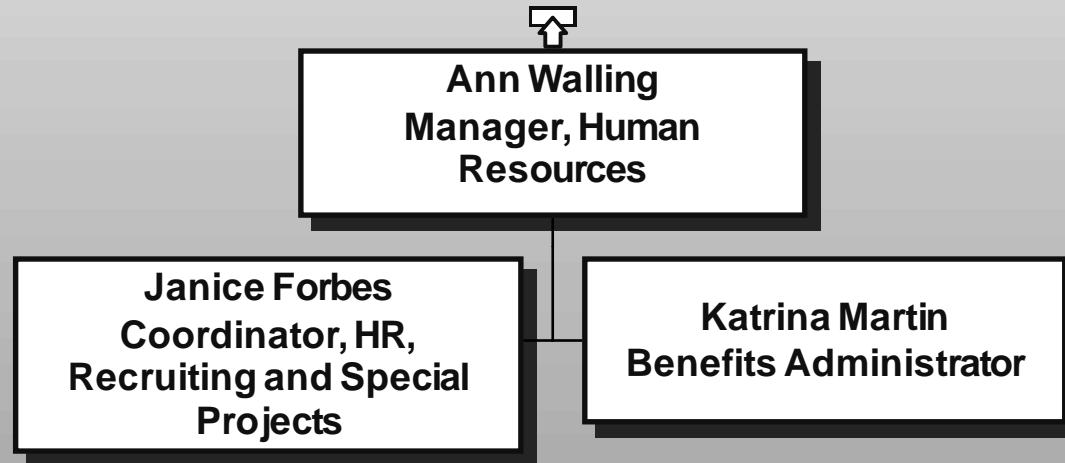 Ann Walling
Manager, Human
Resources
Janice Forbes
Coordinator, HR,
Recruiting and Special
Projects
Katrina Martin
Benefits Administrator